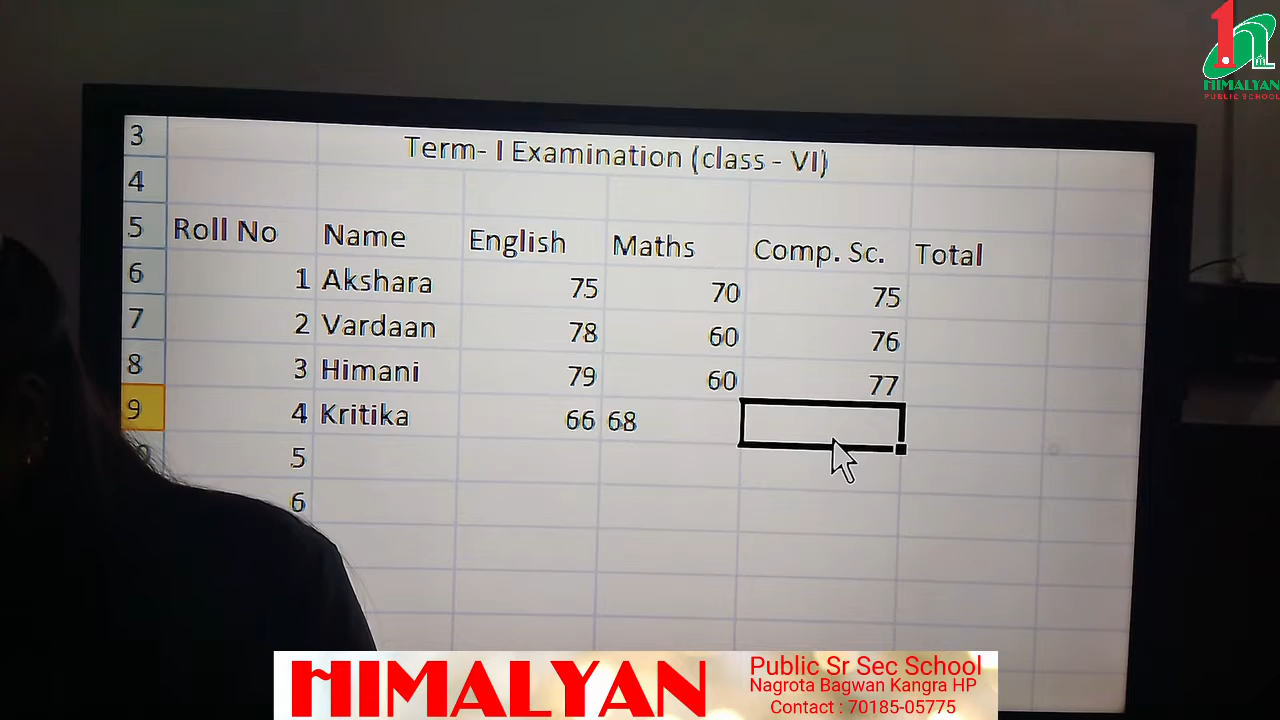 HIMALYAN
PUBLIC SCHOOL
3 Term- I Examination (class - VI)
4
5 Roll No Name English Maths Comp. Sc. Total
6 1 Akshara 75 70 75
7 2 Vardaan 78 60 76
8 3 Himani 79 60 77
9 4 Kritika 66 68
5
6
HIMALYAN
Public Sr Sec School
Nagrota Bagwan Kangra HP
Contact : 70185-05775